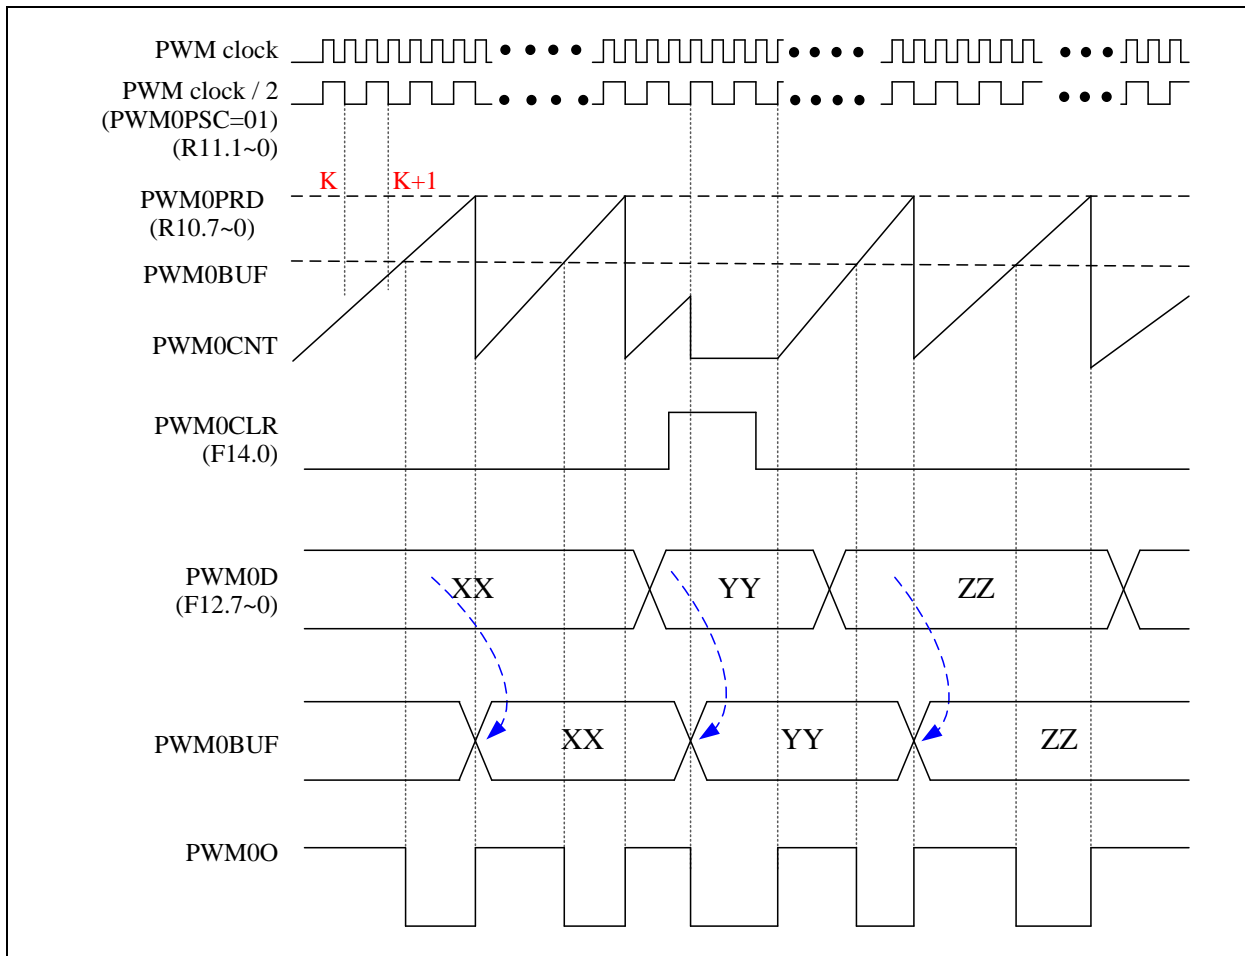 PWM clock
PWM clock / 2
(PWM0PSC=01)
(R11.1~0)
K K+1
PWM0PRD
(R10.7~0)
PWM0BUF
PWM0CNT
PWM0CLR
(F14.0)
PWM0D
(F12.7~0)
XX YY ZZ
PWM0BUF
XX YY ZZ
PWM0O